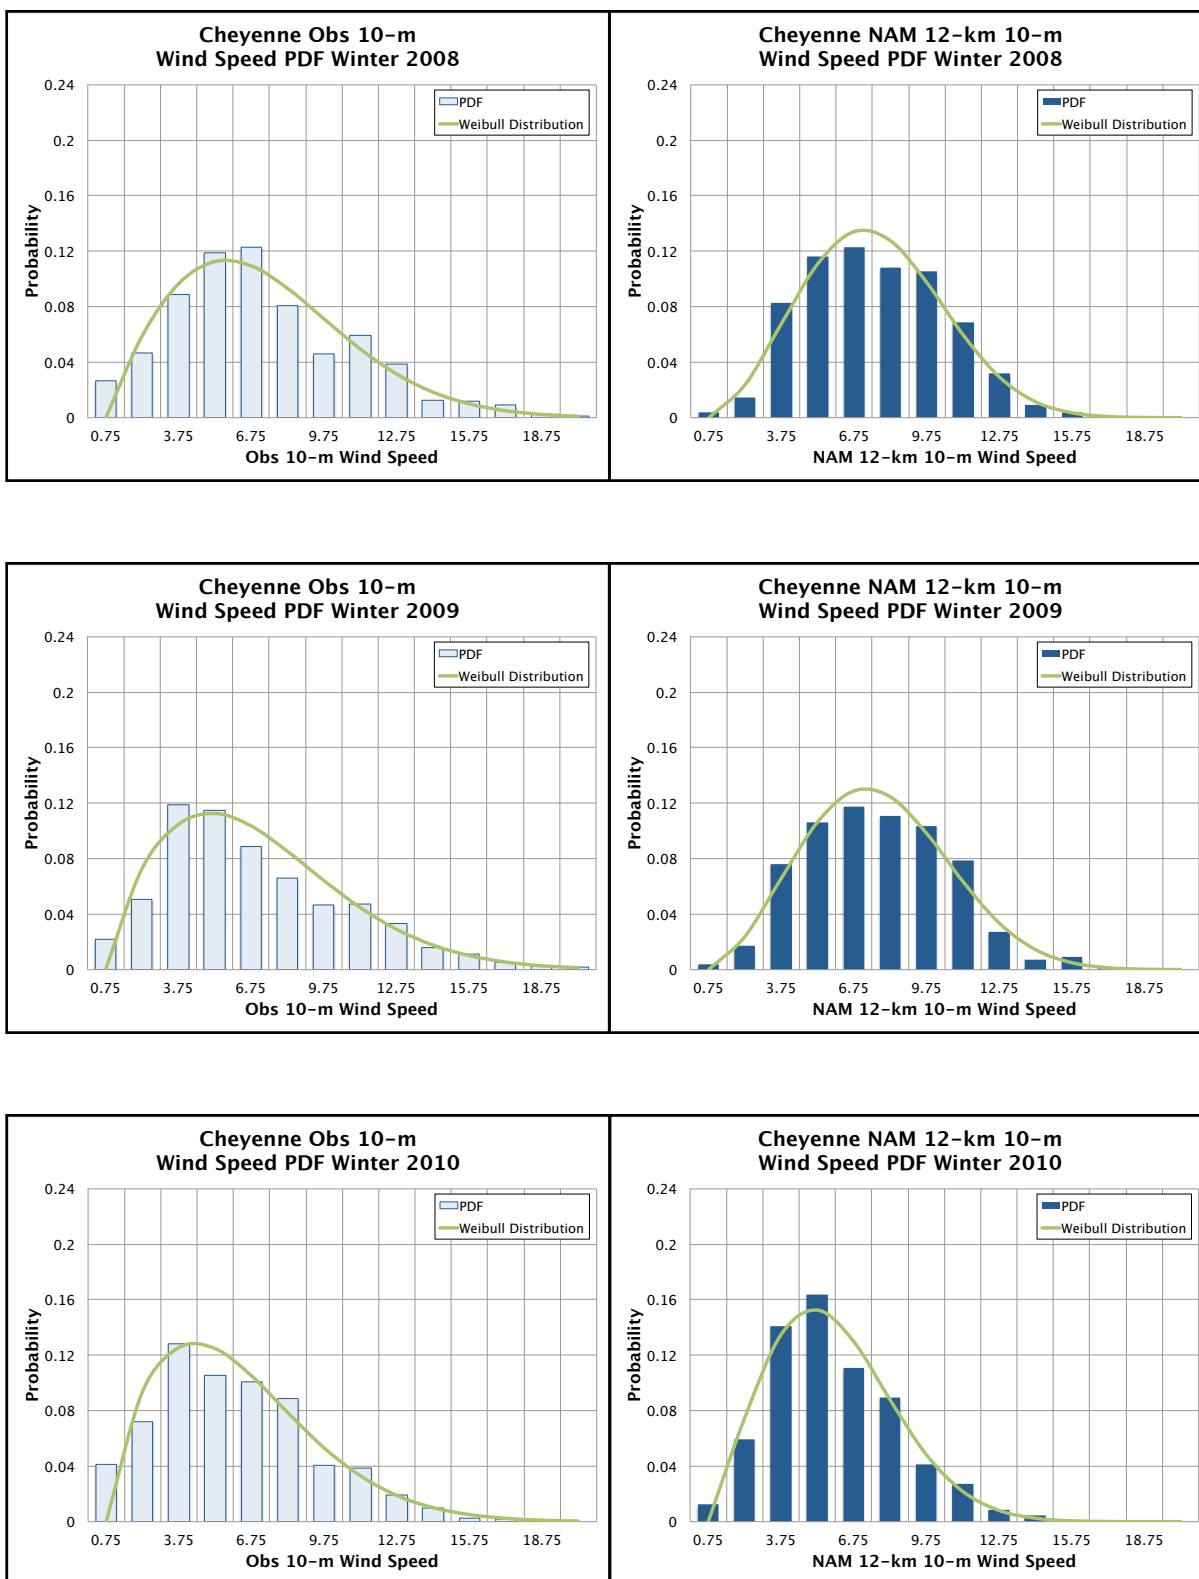 Cheyenne Obs 10-m
Wind Speed PDF Winter 2008
0.24
0.2
0.16
0.12
0.08
0.04
0
Probability
PDF
Weibull Distribution
0.75 3.75 6.75 9.75 12.75 15.75 18.75
Obs 10-m Wind Speed
Cheyenne NAM 12-km 10-m
Wind Speed PDF Winter 2008
0.24
0.2
0.16
0.12
0.08
0.04
0
Probability
PDF
Weibull Distribution
0.75 3.75 6.75 9.75 12.75 15.75 18.75
NAM 12-km 10-m Wind Speed
Cheyenne Obs 10-m
Wind Speed PDF Winter 2009
0.24
0.2
0.16
0.12
0.08
0.04
0
Probability
PDF
Weibull Distribution
0.75 3.75 6.75 9.75 12.75 15.75 18.75
Obs 10-m Wind Speed
Cheyenne NAM 12-km 10-m
Wind Speed PDF Winter 2009
0.24
0.2
0.16
0.12
0.08
0.04
0
Probability
PDF
Weibull Distribution
0.75 3.75 6.75 9.75 12.75 15.75 18.75
NAM 12-km 10-m Wind Speed
Cheyenne Obs 10-m
Wind Speed PDF Winter 2010
0.24
0.2
0.16
0.12
0.08
0.04
0
Probability
PDF
Weibull Distribution
0.75 3.75 6.75 9.75 12.75 15.75 18.75
Obs 10-m Wind Speed
Cheyenne NAM 12-km 10-m
Wind Speed PDF Winter 2010
0.24
0.2
0.16
0.12
0.08
0.04
0
Probability
PDF
Weibull Distribution
0.75 3.75 6.75 9.75 12.75 15.75 18.75
NAM 12-km 10-m Wind Speed